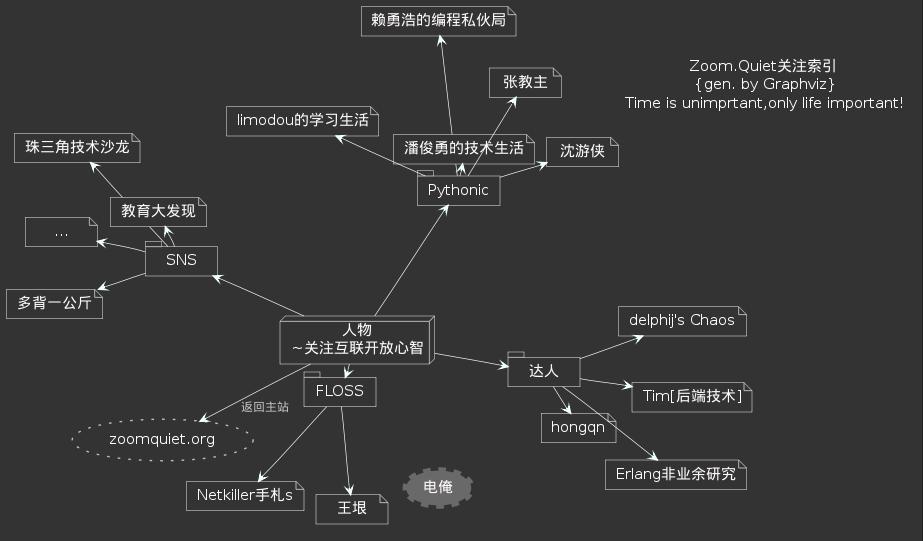 赖勇浩的编程私伙局
Zoom.Quiet关注索引
{gen. by Graphviz}
Time is unimprtant,only life important!
张教主
limodou的学习生活
潘俊勇的技术生活
沈游侠
珠三角技术沙龙
Pythonic
教育大发现
...
SNS
多背一公斤
人物
~关注互联开放心智
delphij's Chaos
达人
FLOSS
Tim[后端技术]
返回主站
zoomquiet.org
hongqn
Erlang非业余研究
Netkiller手札s
电俺
王垠